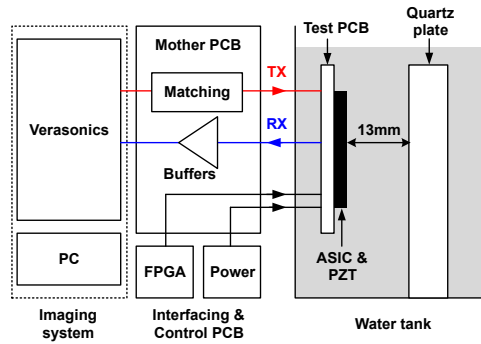 Test PCB
Quartz
plate
Mother PCB
TX
Matching
Verasonics
RX
13mm
Buffers
PC
FPGA
Power
ASIC &
PZT
Imaging
system
Interfacing &
Control PCB
Water tank